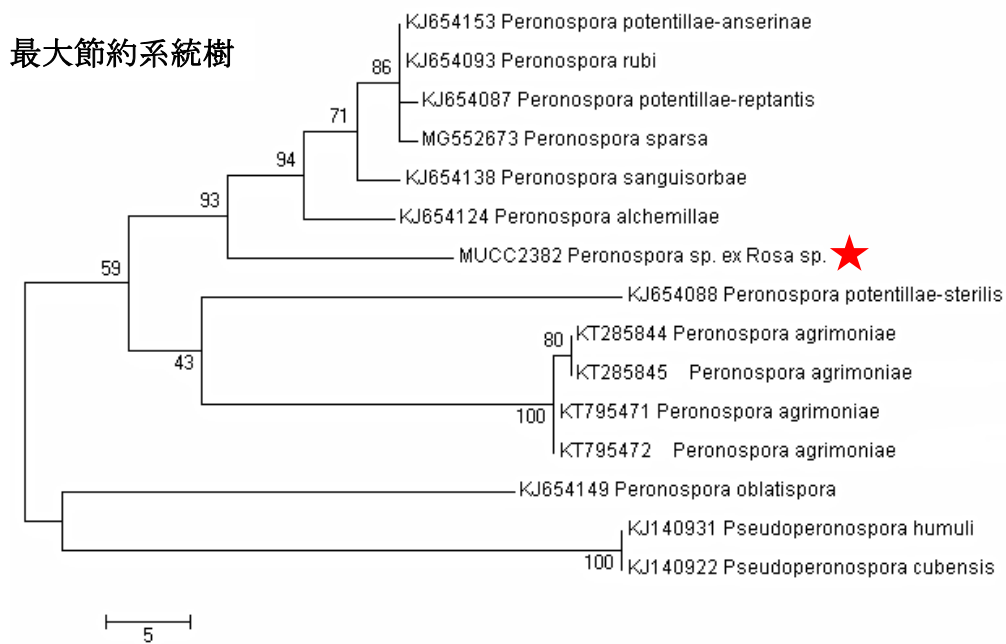 最大節約系統樹
KJ654153 Peronospora potentillae-anserinae
KJ654093 Peronospora rubi
86
KJ654087 Peronospora potentillae-reptantis
71
MG552673 Peronospora sparsa
94
KJ654138 Peronospora sanguisorbae
93
KJ654124 Peronospora alchemillae
MUCC2382 Peronospora sp. ex Rosa sp.
59
KJ654088 Peronospora potentillae-sterilis
KT285844 Peronospora agrimoniae
80
43
KT285845 Peronospora agrimoniae
KT795471 Peronospora agrimoniae
100
KT795472 Peronospora agrimoniae
KJ654149 Peronospora oblatispora
KJ140931 Pseudoperonospora humuli
100
KJ140922 Pseudoperonospora cubensis
5